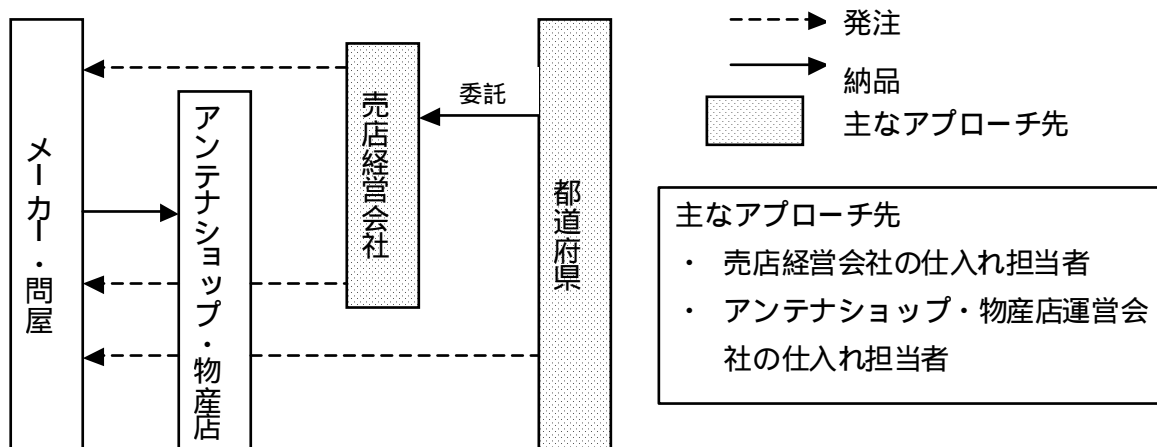 メーカー・問屋
アンテナショップ・物産店
売店経営会社
委託
都道府県
発注
納品
主なアプローチ先
主なアプローチ先
・ 売店経営会社の仕入れ担当者
・ アンテナショップ・物産店運営会
社の仕入れ担当者